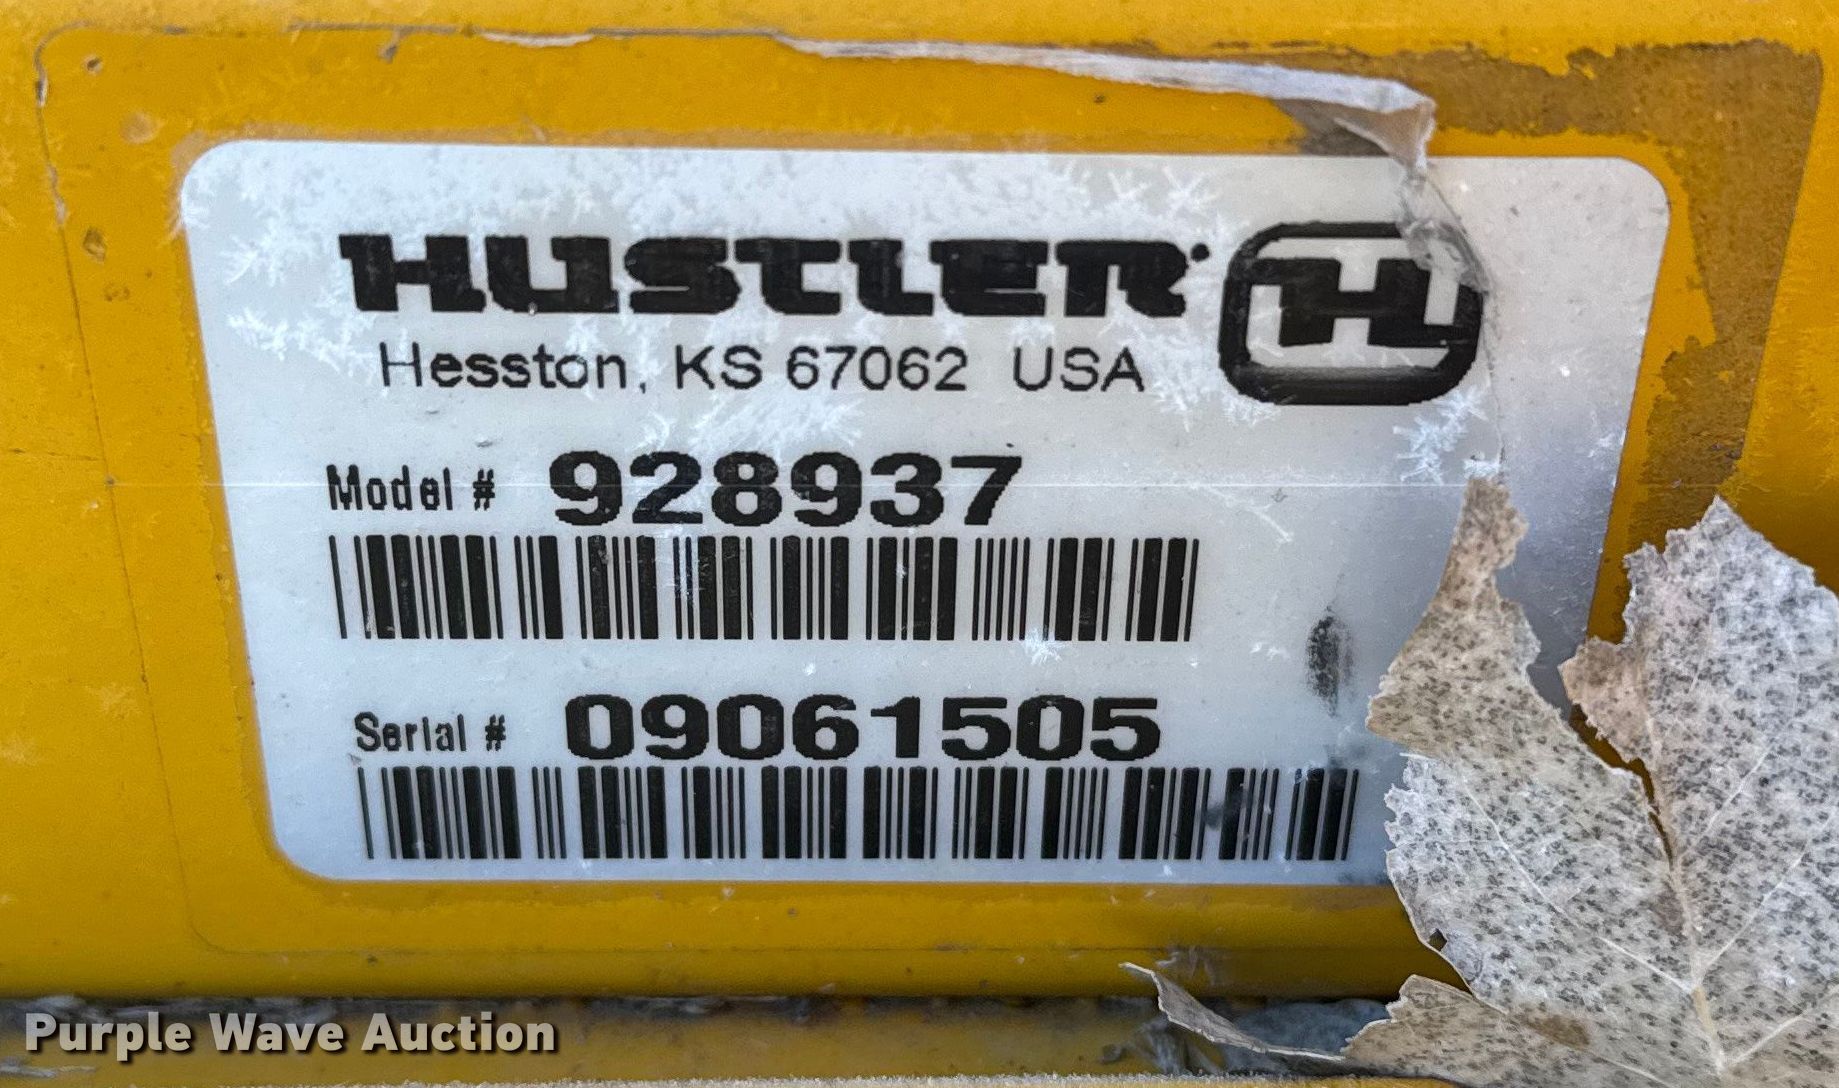 HUSTLER
H
Hesston, KS 67062 USA
Model # 928937
Serial # 09061505
Purple Wave Auction